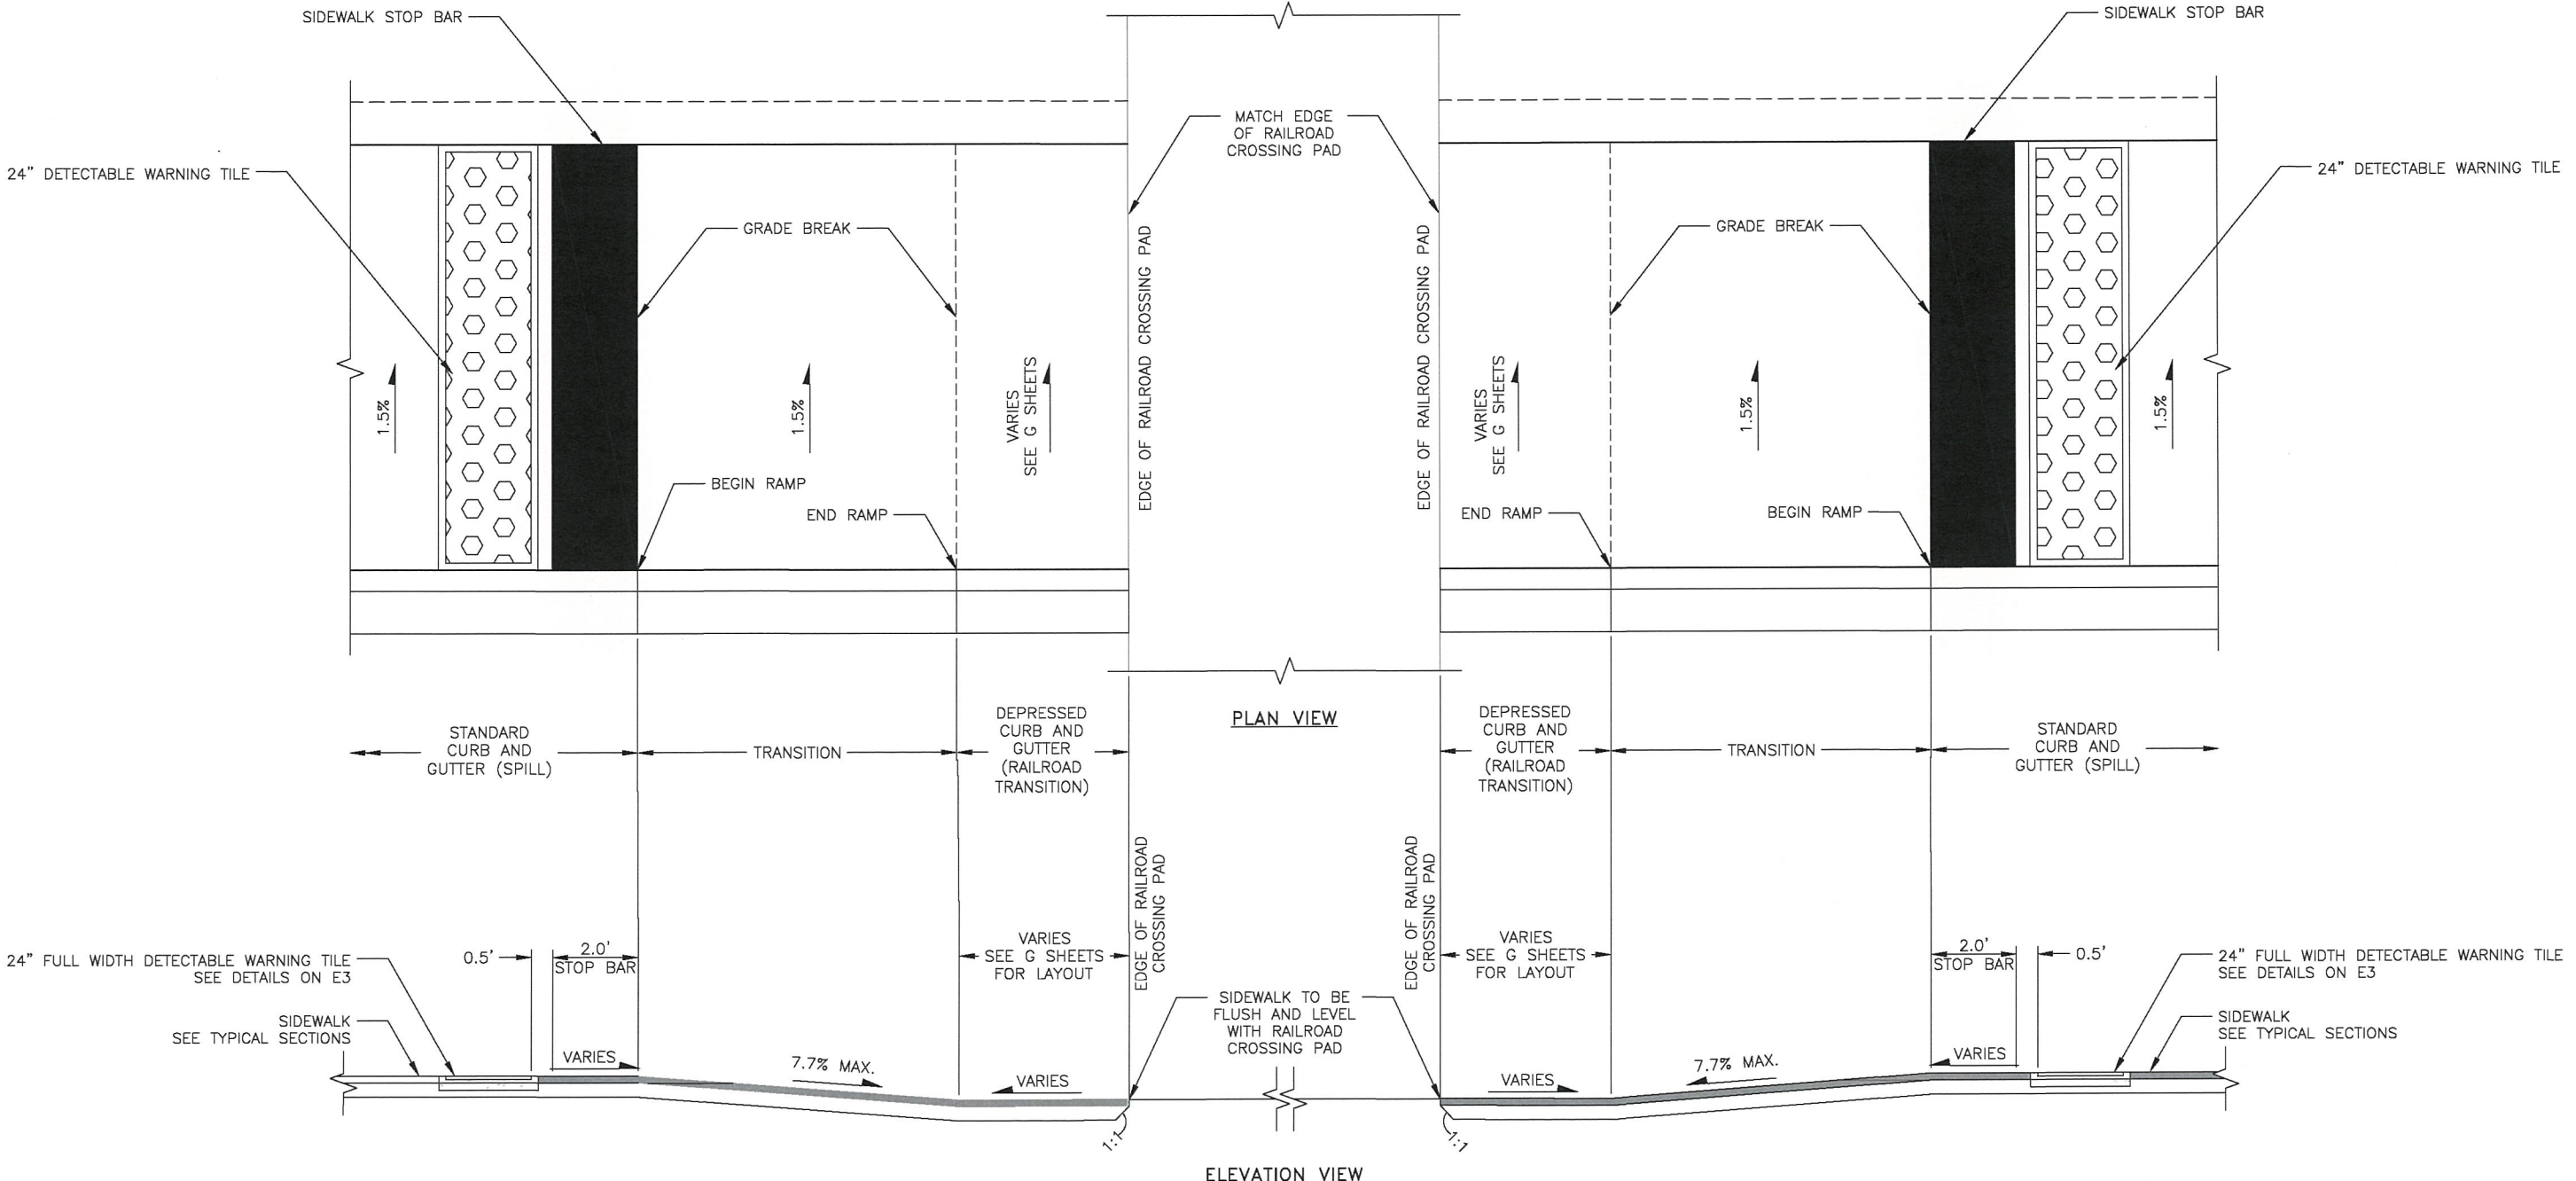 SIDEWALK STOP BAR
SIDEWALK STOP BAR
24" DETECTABLE WARNING TILE
MATCH EDGE
OF RAILROAD
CROSSING PAD
24" DETECTABLE WARNING TILE
GRADE BREAK
GRADE BREAK
EDGE OF RAILROAD CROSSING PAD
EDGE OF RAILROAD CROSSING PAD
1.5%
1.5%
VARIES
SEE G SHEETS
VARIES
SEE G SHEETS
1.5%
1.5%
BEGIN RAMP
END RAMP
END RAMP
BEGIN RAMP
PLAN VIEW
STANDARD
CURB AND
GUTTER (SPILL)
TRANSITION
DEPRESSED
CURB AND
GUTTER
(RAILROAD
TRANSITION)
DEPRESSED
CURB AND
GUTTER
(RAILROAD
TRANSITION)
TRANSITION
STANDARD
CURB AND
GUTTER (SPILL)
EDGE OF RAILROAD
CROSSING PAD
EDGE OF RAILROAD
CROSSING PAD
24" FULL WIDTH DETECTABLE WARNING TILE
SEE DETAILS ON E3
0.5'
2.0'
STOP BAR
VARIES
SEE G SHEETS
FOR LAYOUT
VARIES
SEE G SHEETS
FOR LAYOUT
2.0'
STOP BAR
0.5'
24" FULL WIDTH DETECTABLE WARNING TILE
SEE DETAILS ON E3
SIDEWALK
SEE TYPICAL SECTIONS
SIDEWALK TO BE
FLUSH AND LEVEL
WITH RAILROAD
CROSSING PAD
SIDEWALK
SEE TYPICAL SECTIONS
VARIES
7.7% MAX.
VARIES
VARIES
7.7% MAX.
VARIES
1:1
1:1
ELEVATION VIEW